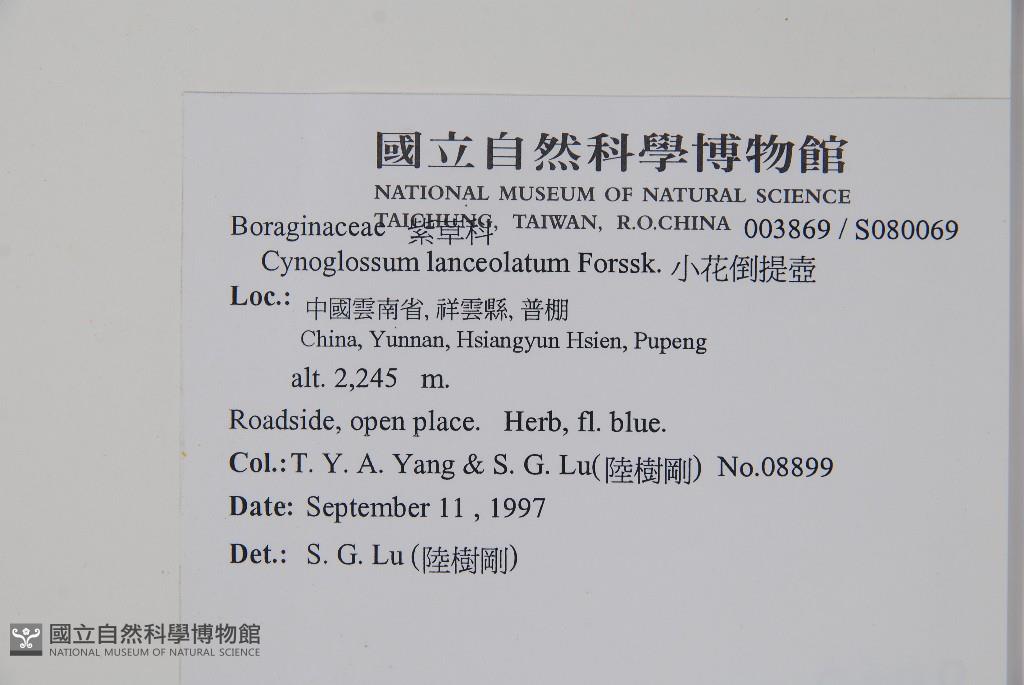 國立自然科學博物館
NATIONAL MUSEUM OF NATURAL SCIENCE
TAICHUNG, TAIWAN, R.O.CHINA
Boraginaceae 紫草科 003869 / S080069
Cynoglossum lanceolatum Forssk. 小花倒提壺
Loc.: 中國雲南省, 祥雲縣, 普棚
China, Yunnan, Hsiangyun Hsien, Pupeng
alt. 2,245 m.
Roadside, open place. Herb, fl. blue.
Col.: T. Y. A. Yang & S. G. Lu(陸樹剛) No.08899
Date: September 11 , 1997
Det.: S. G. Lu (陸樹剛)
國立自然科學博物館
NATIONAL MUSEUM OF NATURAL SCIENCE